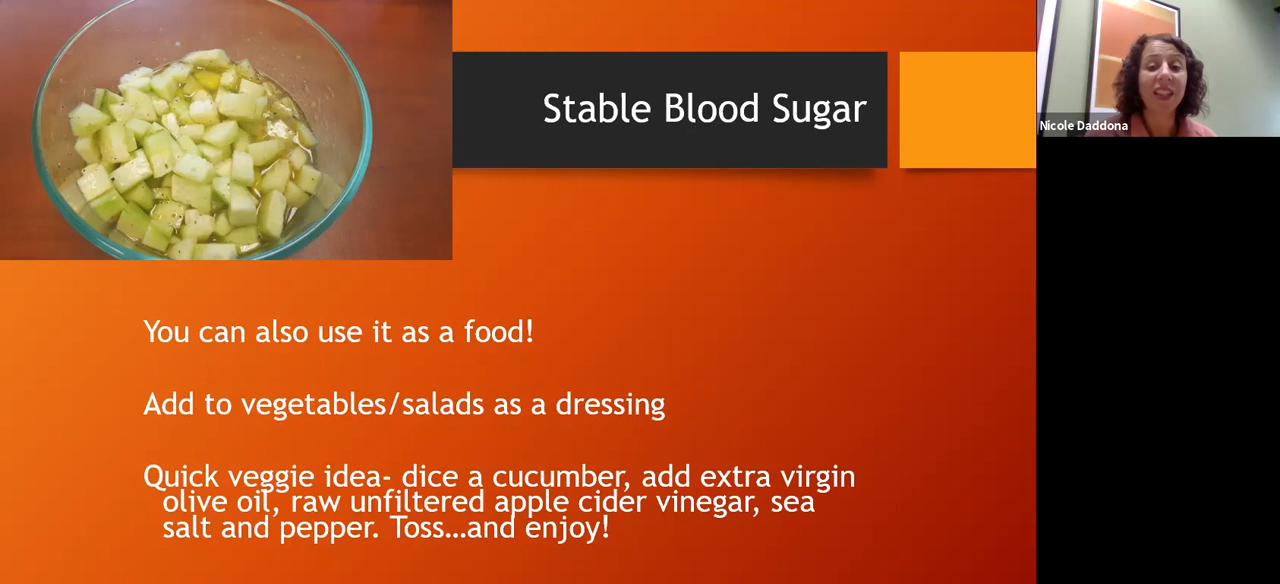 Stable Blood Sugar
Nicole Daddona
You can also use it as a food!
Add to vegetables/salads as a dressing
Quick veggie idea- dice a cucumber, add extra virgin
olive oil, raw unfiltered apple cider vinegar, sea
salt and pepper. Toss…and enjoy!